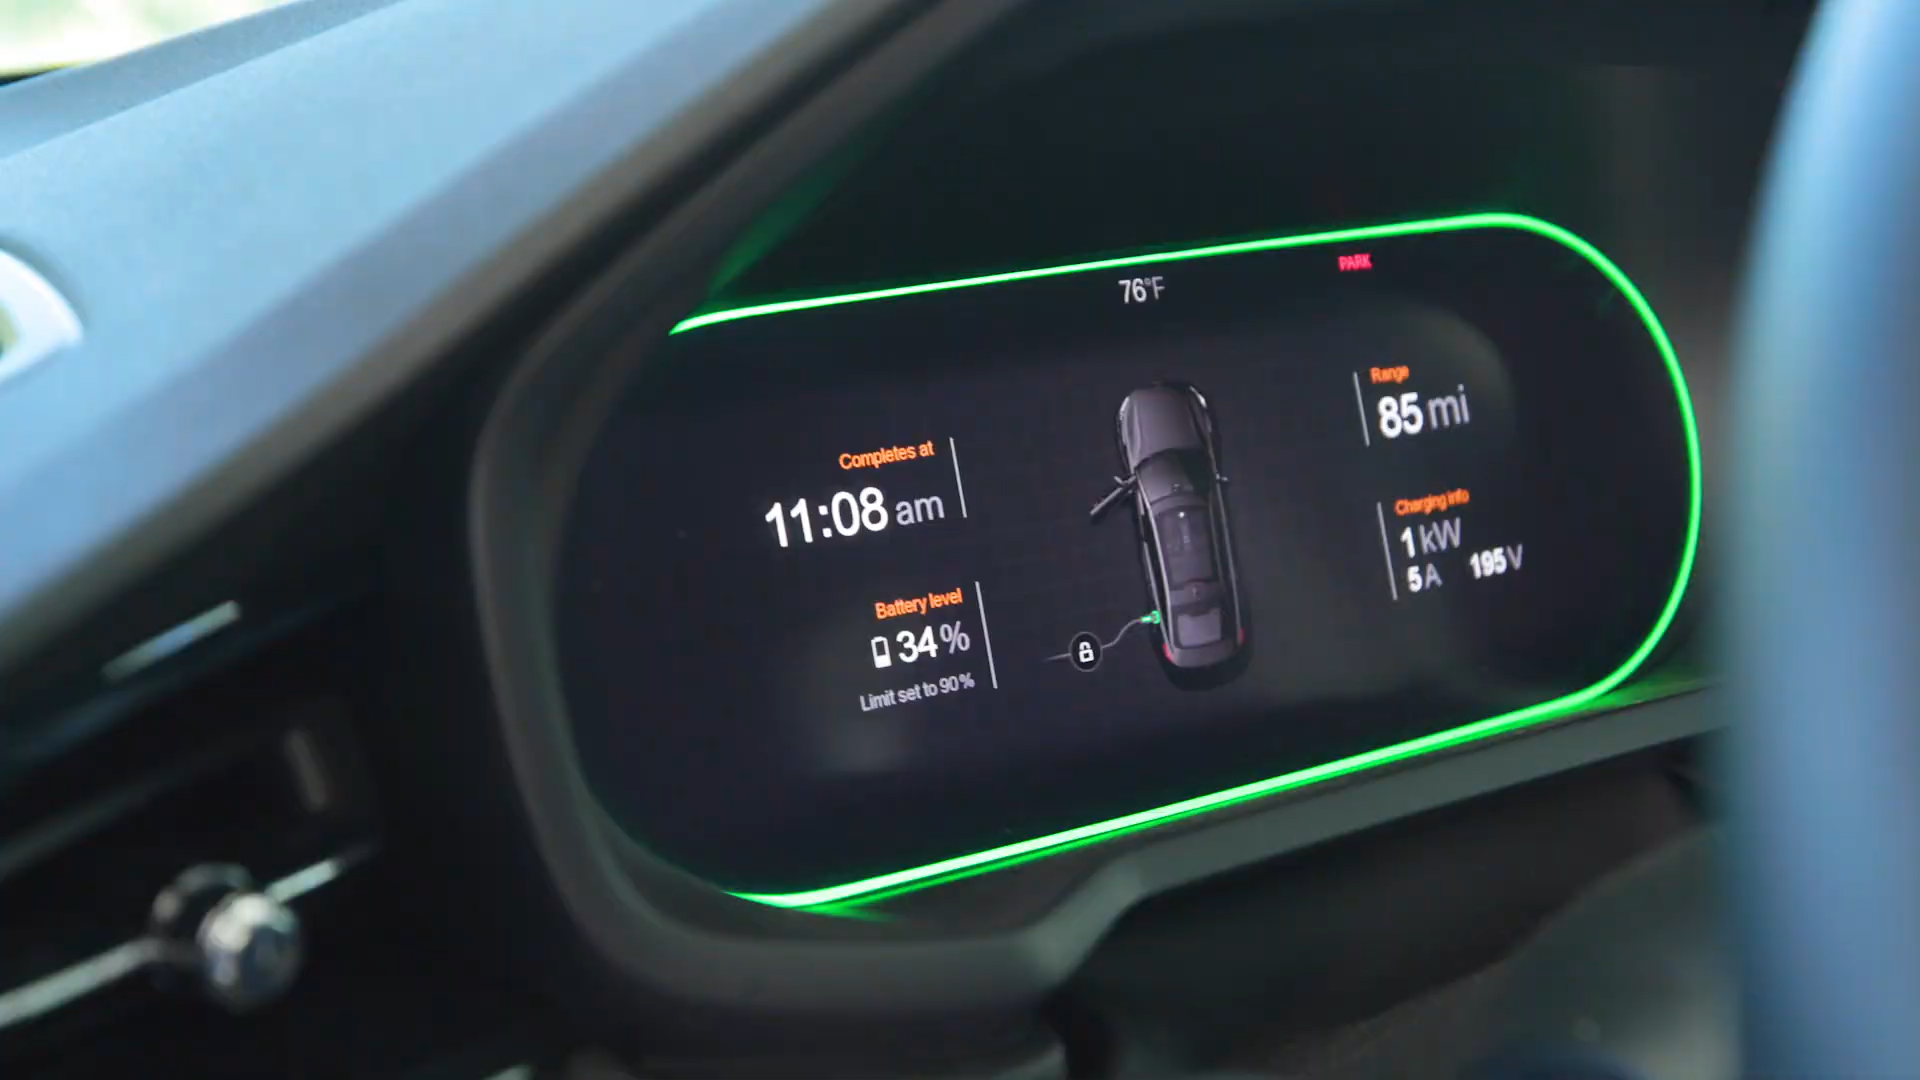 76°F
PARK
Completes at
11:08 am
Battery level
34%
Limit set to 90%
Range
85 mi
Charging info
1 kW
5 A 195 V